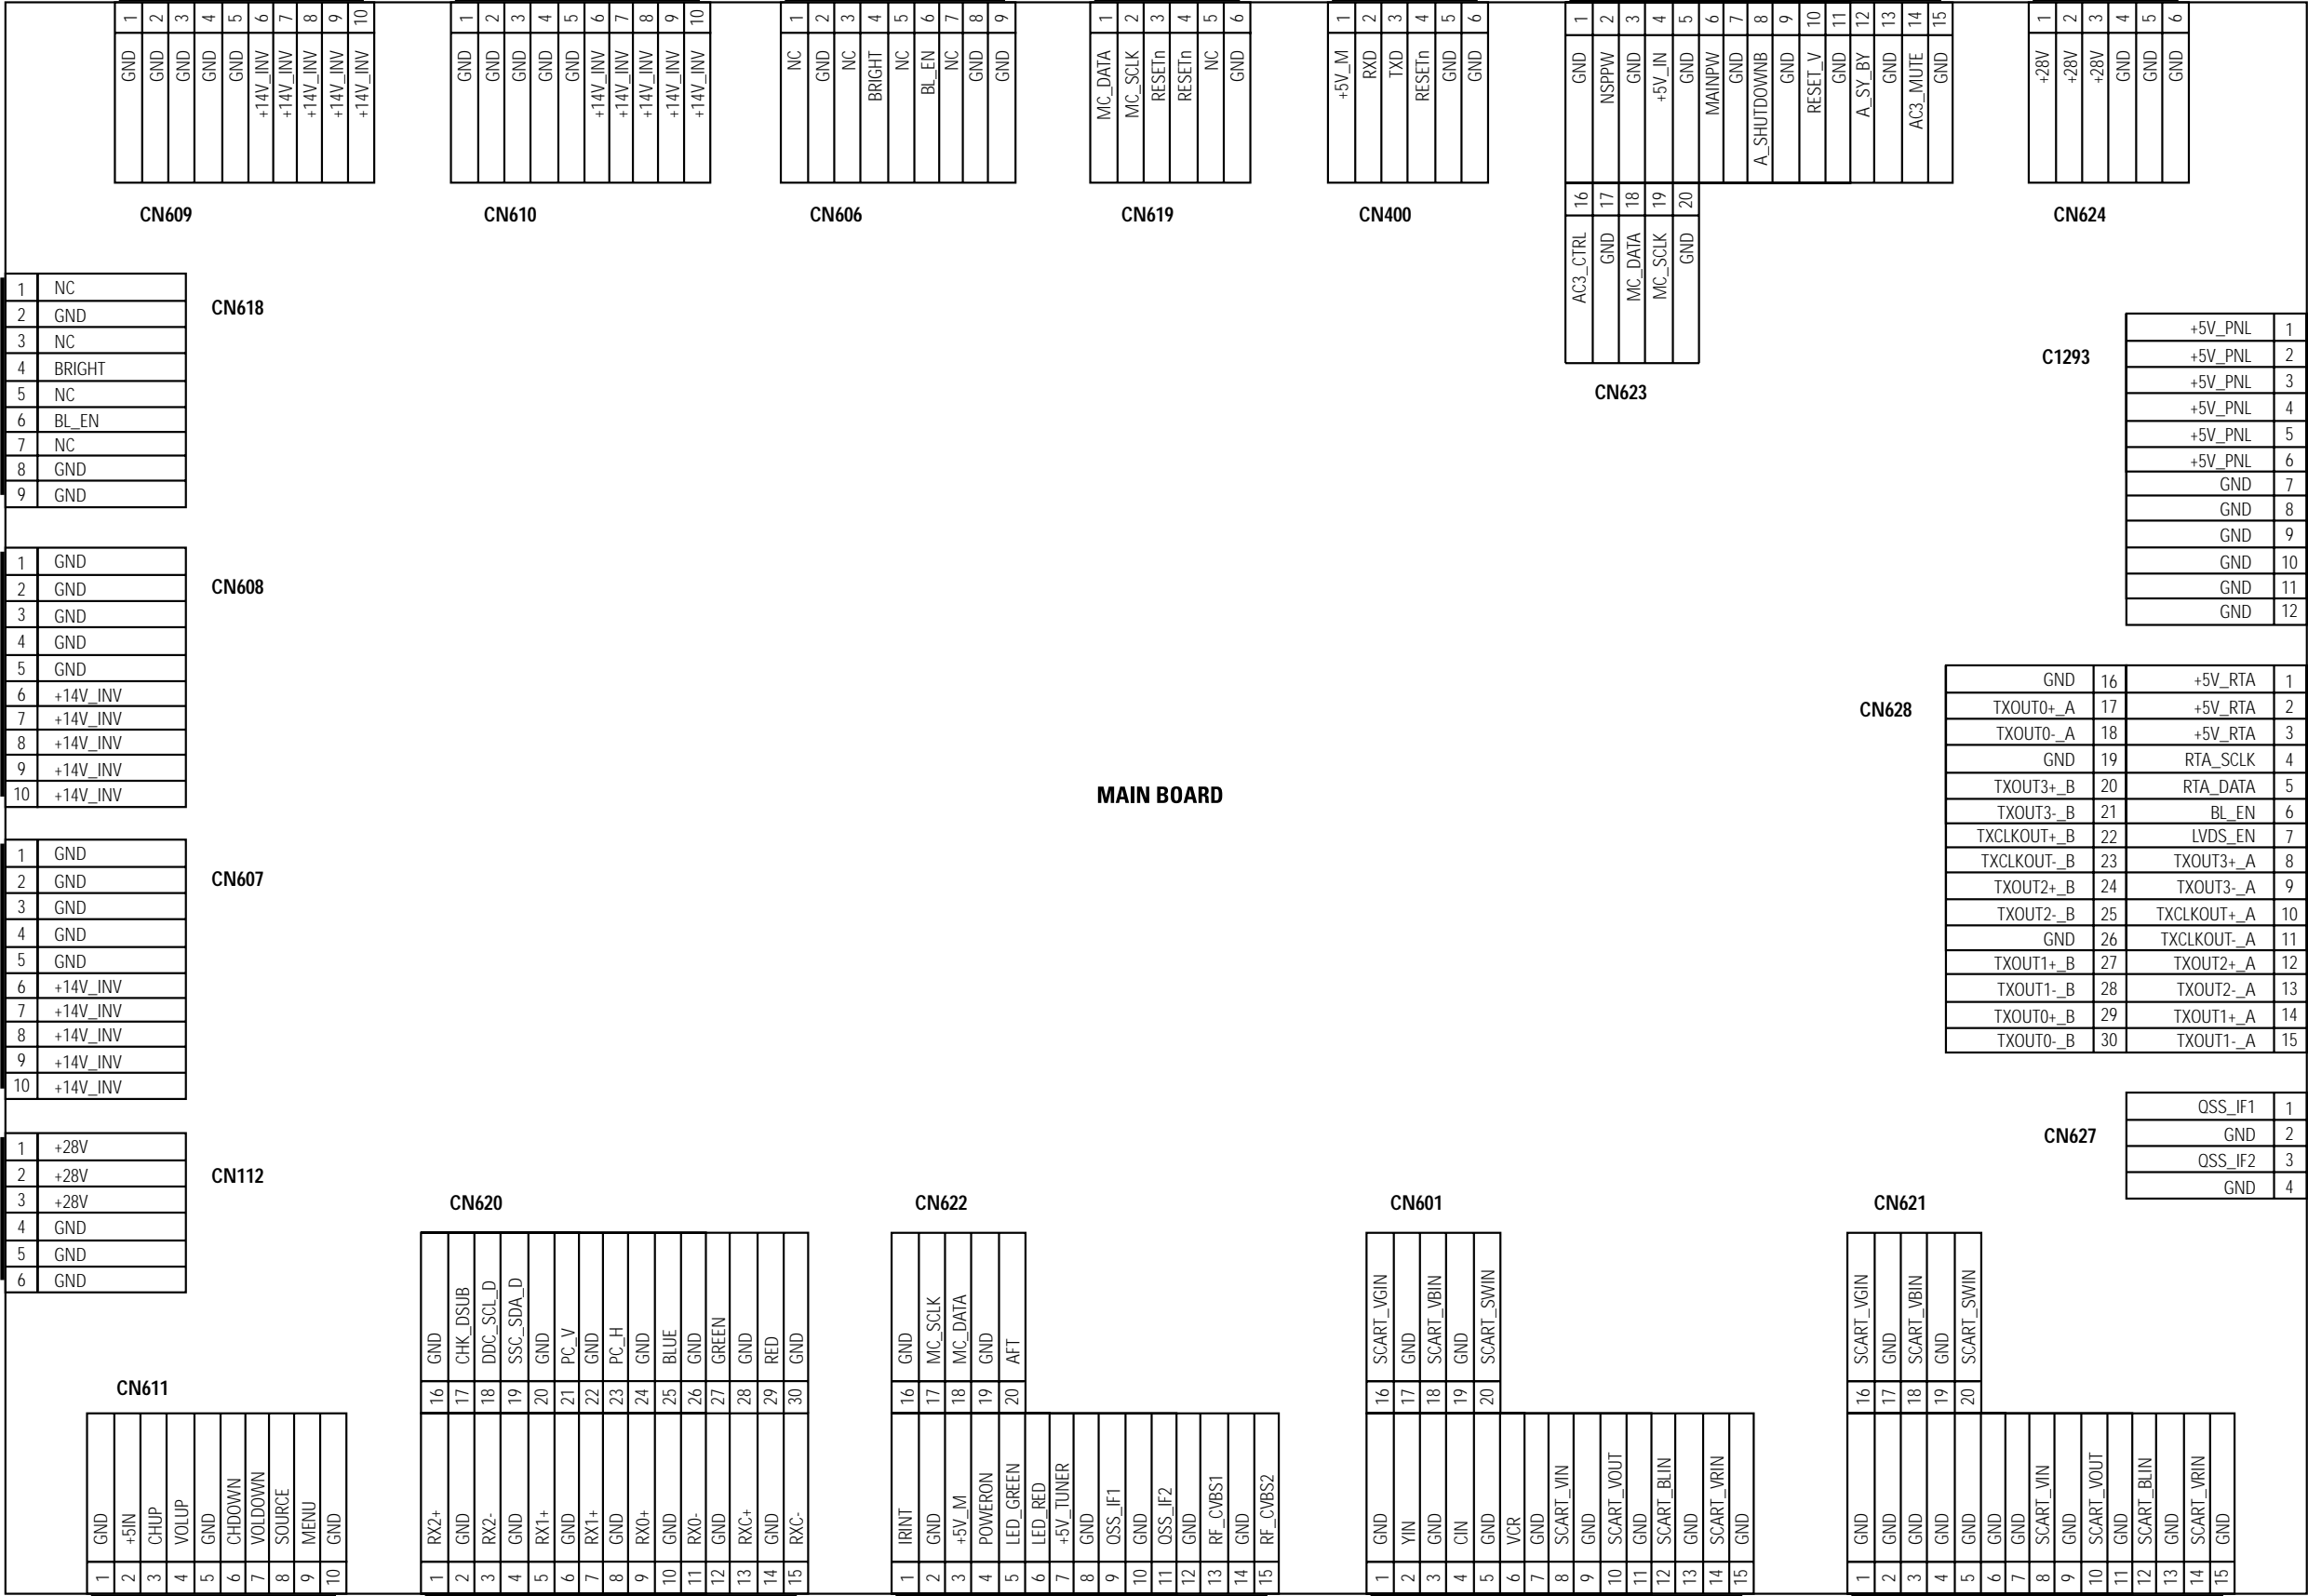 1 GND
2 GND
3 GND
4 GND
5 GND
6 +14V_INV
7 +14V_INV
8 +14V_INV
9 +14V_INV
10 +14V_INV
CN609
1 GND
2 GND
3 GND
4 GND
5 GND
6 +14V_INV
7 +14V_INV
8 +14V_INV
9 +14V_INV
10 +14V_INV
CN610
1 NC
2 GND
3 NC
4 BRIGHT
5 NC
6 BL_EN
7 NC
8 GND
9 GND
CN606
1 MC_DATA
2 MC_SCLK
3 RESETn
4 RESETn
5 NC
6 GND
CN619
1 +5V_M
2 RXD
3 TXD
4 RESETn
5 GND
6 GND
CN400
1 GND
2 NSPPW
3 GND
4 +5V_IN
5 GND
6 MAINPW
7 GND
8 A_SHUTDOWNB
9 GND
10 RESET_V
11 GND
12 A_SY_BY
13 GND
14 AC3_MUTE
15 GND
16 AC3_CTRL
17 GND
18 MC_DATA
19 MC_SCLK
20 GND
CN623
1 +28V
2 +28V
3 +28V
4 GND
5 GND
6 GND
CN624
1 NC
2 GND
3 NC
4 BRIGHT
5 NC
6 BL_EN
7 NC
8 GND
9 GND
CN618
C1293
+5V_PNL 1
+5V_PNL 2
+5V_PNL 3
+5V_PNL 4
+5V_PNL 5
+5V_PNL 6
GND 7
GND 8
GND 9
GND 10
GND 11
GND 12
1 GND
2 GND
3 GND
4 GND
5 GND
6 +14V_INV
7 +14V_INV
8 +14V_INV
9 +14V_INV
10 +14V_INV
CN608
MAIN BOARD
CN628
GND 16 +5V_RTA 1
TXOUT0+_A 17 +5V_RTA 2
TXOUT0-_A 18 +5V_RTA 3
GND 19 RTA_SCLK 4
TXOUT3+_B 20 RTA_DATA 5
TXOUT3-_B 21 BL_EN 6
TXCLKOUT+_B 22 LVDS_EN 7
TXCLKOUT-_B 23 TXOUT3+_A 8
TXOUT2+_B 24 TXOUT3-_A 9
TXOUT2-_B 25 TXCLKOUT+_A 10
GND 26 TXCLKOUT-_A 11
TXOUT1+_B 27 TXOUT2+_A 12
TXOUT1-_B 28 TXOUT2-_A 13
TXOUT0+_B 29 TXOUT1+_A 14
TXOUT0-_B 30 TXOUT1-_A 15
1 GND
2 GND
3 GND
4 GND
5 GND
6 +14V_INV
7 +14V_INV
8 +14V_INV
9 +14V_INV
10 +14V_INV
CN607
CN627
QSS_IF1 1
GND 2
QSS_IF2 3
GND 4
1 +28V
2 +28V
3 +28V
4 GND
5 GND
6 GND
CN112
CN611
1 GND
2 +5IN
3 CHUP
4 VOLUP
5 GND
6 CHDOWN
7 VOLDOWN
8 SOURCE
9 MENU
10 GND
CN620
16 GND
17 CHK_DSUB
18 DDC_SCL_D
19 SSC_SDA_D
20 GND
21 PC_V
22 GND
23 PC_H
24 GND
25 BLUE
26 GND
27 GREEN
28 GND
29 RED
30 GND
1 RX2+
2 GND
3 RX2-
4 GND
5 RX1+
6 GND
7 RX1+
8 GND
9 RX0+
10 GND
11 RX0-
12 GND
13 RXC+
14 GND
15 RXC-
CN622
16 GND
17 MC_SCLK
18 MC_DATA
19 GND
20 AFT
1 IRINT
2 GND
3 +5V_M
4 POWERON
5 LED_GREEN
6 LED_RED
7 +5V_TUNER
8 GND
9 QSS_IF1
10 GND
11 QSS_IF2
12 GND
13 RF_CVBS1
14 GND
15 RF_CVBS2
CN601
16 SCART_VGIN
17 GND
18 SCART_VBIN
19 GND
20 SCART_SWIN
1 GND
2 YIN
3 GND
4 CIN
5 GND
6 VCR
7 GND
8 SCART_VIN
9 GND
10 SCART_VOUT
11 GND
12 SCART_BLIN
13 GND
14 SCART_VRIN
15 GND
CN621
16 SCART_VGIN
17 GND
18 SCART_VBIN
19 GND
20 SCART_SWIN
1 GND
2 GND
3 GND
4 GND
5 GND
6 GND
7 GND
8 SCART_VIN
9 GND
10 SCART_VOUT
11 GND
12 SCART_BLIN
13 GND
14 SCART_VRIN
15 GND